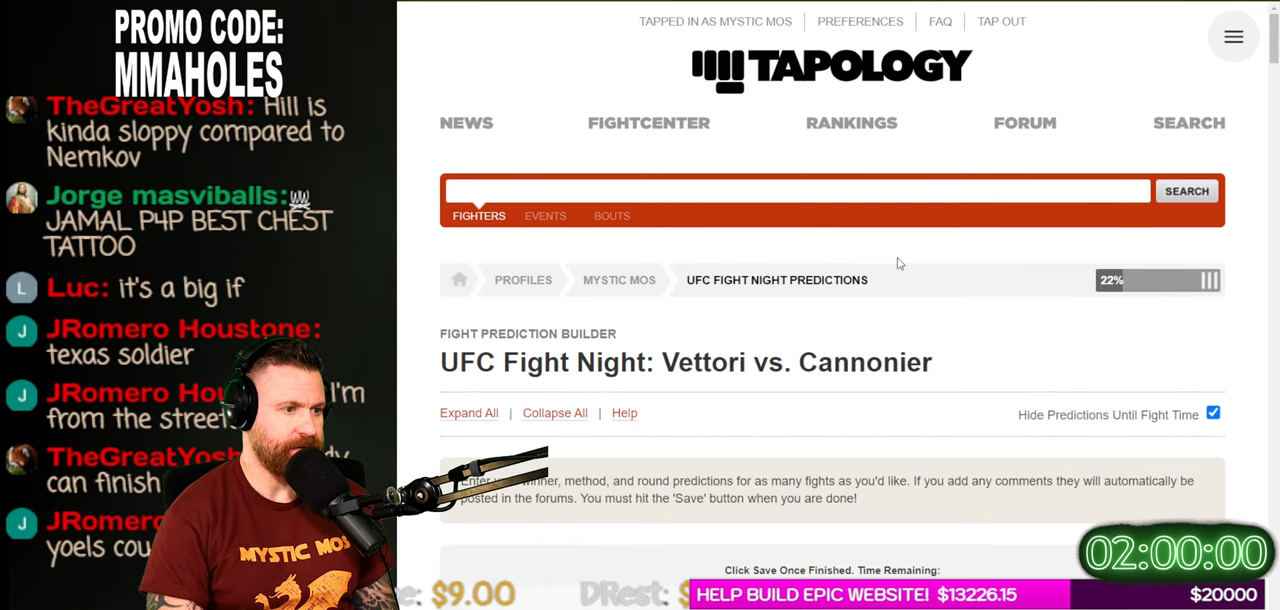 PROMO CODE:
MMAHOLES
TheGreatYosh: Hill is
kinda sloppy compared to
Nemkov
Jorge masviballs:
JAMAL P4P BEST CHEST
TATTOO
Luc: it's a big if
JRomero Houstone:
texas soldier
JRomero I'm
from the street
TheGreatYosh
can finish
JRomero
yoels cou
MYSTIC MOS
TAPPED IN AS MYSTIC MOS
PREFERENCES
FAQ
TAP OUT
TAPOLOGY
NEWS
FIGHTCENTER
RANKINGS
FORUM
SEARCH
SEARCH
FIGHTERS
EVENTS
BOUTS
PROFILES
MYSTIC MOS
UFC FIGHT NIGHT PREDICTIONS
22%
FIGHT PREDICTION BUILDER
UFC Fight Night: Vettori vs. Cannonier
Expand All | Collapse All | Help
Hide Predictions Until Fight Time
Enter winner, method, and round predictions for as many fights as you'd like. If you add any comments they will automatically be
posted in the forums. You must hit the 'Save' button when you are done!
Click Save Once Finished. Time Remaining:
02:00:00
e: $9.00
DRest: $
HELP BUILD EPIC WEBSITE! $13226.15
$20000